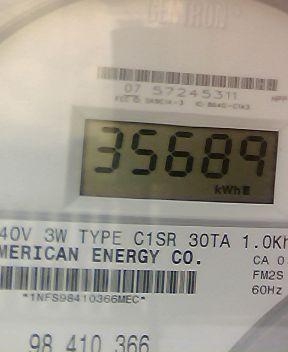 CENTRON
07 57245311
35689
kWh
40V 3W TYPE C1SR 30TA 1.0Kh
MERICAN ENERGY CO.
CA 0
FM2S
60Hz
*1NFS98410366MEC*
98 410 366